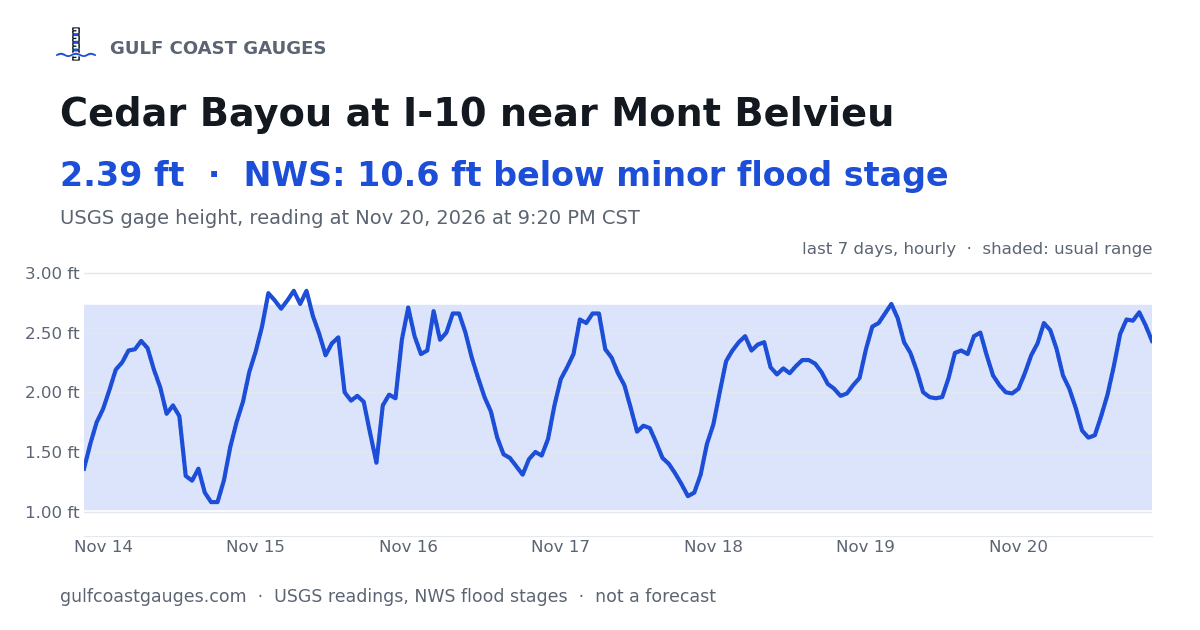 GULF COAST GAUGES
Cedar Bayou at I-10 near Mont Belvieu
2.39 ft · NWS: 10.6 ft below minor flood stage
USGS gage height, reading at Nov 20, 2026 at 9:20 PM CST
last 7 days, hourly · shaded: usual range
3.00 ft
2.50 ft
2.00 ft
1.50 ft
1.00 ft
Nov 14 Nov 15 Nov 16 Nov 17 Nov 18 Nov 19 Nov 20
gulfcoastgauges.com · USGS readings, NWS flood stages · not a forecast